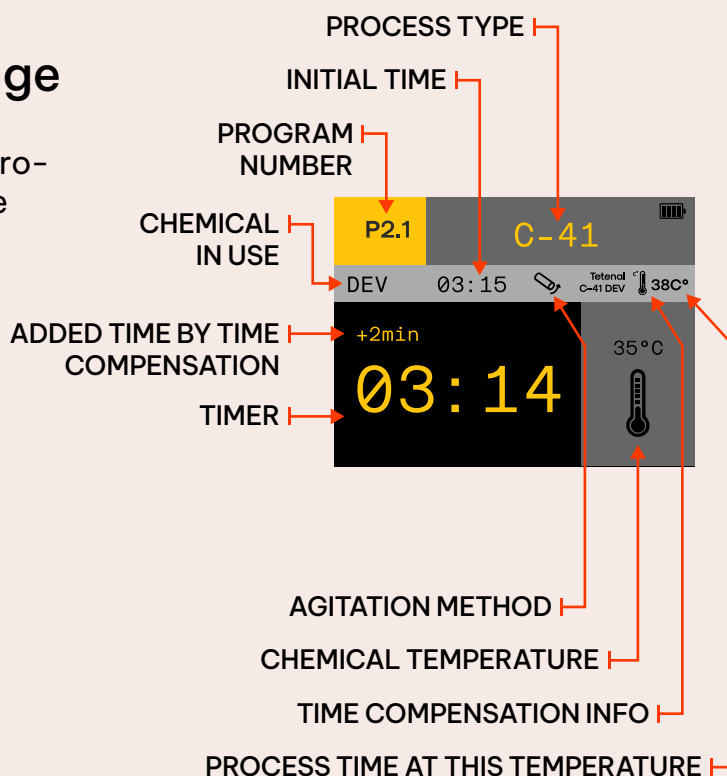 ge
ro-
e
PROCESS TYPE
INITIAL TIME
PROGRAM
NUMBER
CHEMICAL
IN USE
ADDED TIME BY TIME
COMPENSATION
TIMER
P2.1
C-41
DEV
03:15
Tetenal
C-41 DEV
c°
38C°
+2min
03:14
35°C
AGITATION METHOD
CHEMICAL TEMPERATURE
TIME COMPENSATION INFO
PROCESS TIME AT THIS TEMPERATURE